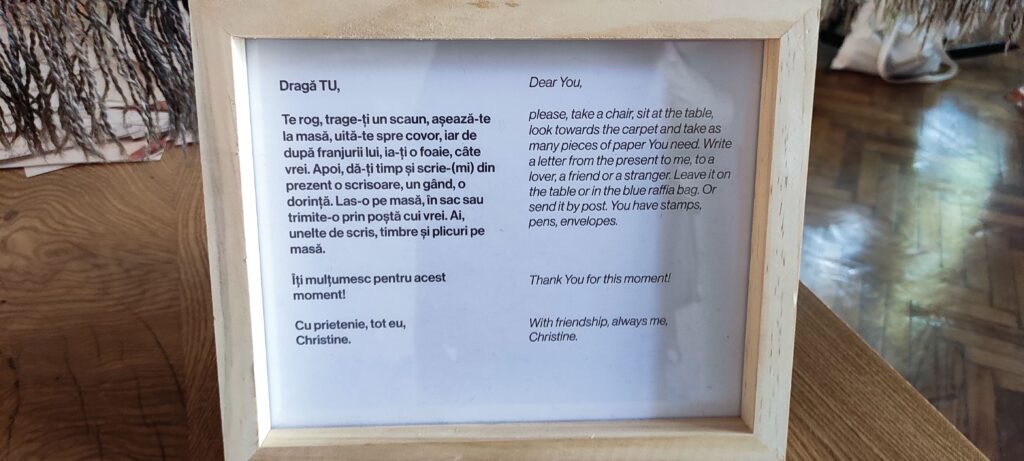 Dragă TU,
Te rog, trage-ți un scaun, așează-te
la masă, uită-te spre covor, iar de
după franjurii lui, ia-ți o foaie, câte
vrei. Apoi, dă-ți timp și scrie-(mi) din
prezent o scrisoare, un gând, o
dorință. Las-o pe masă, în sac sau
trimite-o prin poștă cui vrei. Ai,
unelte de scris, timbre și plicuri pe
masă.
Îți mulțumesc pentru acest
moment!
Cu prietenie, tot eu,
Christine.
Dear You,
please, take a chair, sit at the table,
look towards the carpet and take as
many pieces of paper You need. Write
a letter from the present to me, to a
lover, a friend or a stranger. Leave it on
the table or in the blue raffia bag. Or
send it by post. You have stamps,
pens, envelopes.
Thank You for this moment!
With friendship, always me,
Christine.